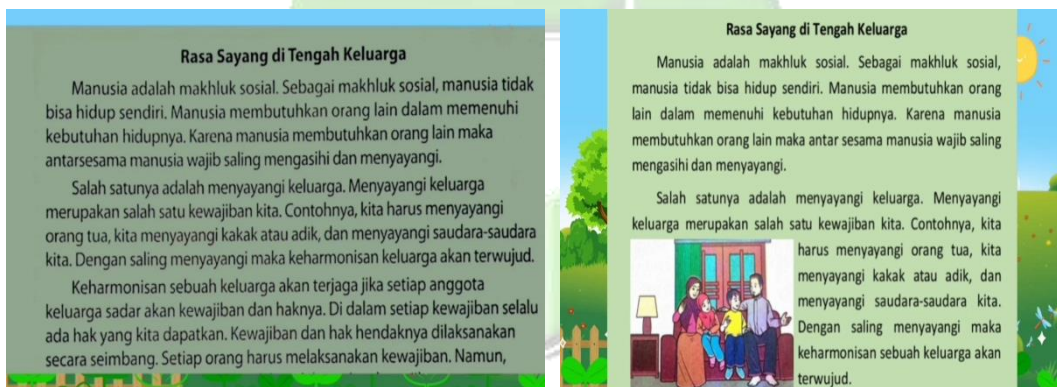 Rasa Sayang di Tengah Keluarga
Manusia adalah makhluk sosial. Sebagai makhluk sosial, manusia tidak
bisa hidup sendiri. Manusia membutuhkan orang lain dalam memenuhi
kebutuhan hidupnya. Karena manusia membutuhkan orang lain maka
antarsesama manusia wajib saling mengasihi dan menyayangi.
Salah satunya adalah menyayangi keluarga. Menyayangi keluarga
merupakan salah satu kewajiban kita. Contohnya, kita harus menyayangi
orang tua, kita menyayangi kakak atau adik, dan menyayangi saudara-saudara
kita. Dengan saling menyayangi maka keharmonisan keluarga akan terwujud.
Keharmonisan sebuah keluarga akan terjaga jika setiap anggota
keluarga sadar akan kewajiban dan haknya. Di dalam setiap kewajiban selalu
ada hak yang kita dapatkan. Kewajiban dan hak hendaknya dilaksanakan
secara seimbang. Setiap orang harus melaksanakan kewajiban. Namun,
Rasa Sayang di Tengah Keluarga
Manusia adalah makhluk sosial. Sebagai makhluk sosial,
manusia tidak bisa hidup sendiri. Manusia membutuhkan orang
lain dalam memenuhi kebutuhan hidupnya. Karena manusia
membutuhkan orang lain maka antar sesama manusia wajib saling
mengasihi dan menyayangi.
Salah satunya adalah menyayangi keluarga. Menyayangi
keluarga merupakan salah satu kewajiban kita. Contohnya, kita
harus menyayangi orang tua, kita
menyayangi kakak atau adik, dan
menyayangi saudara-saudara kita.
Dengan saling menyayangi maka
keharmonisan sebuah keluarga akan
terwujud.